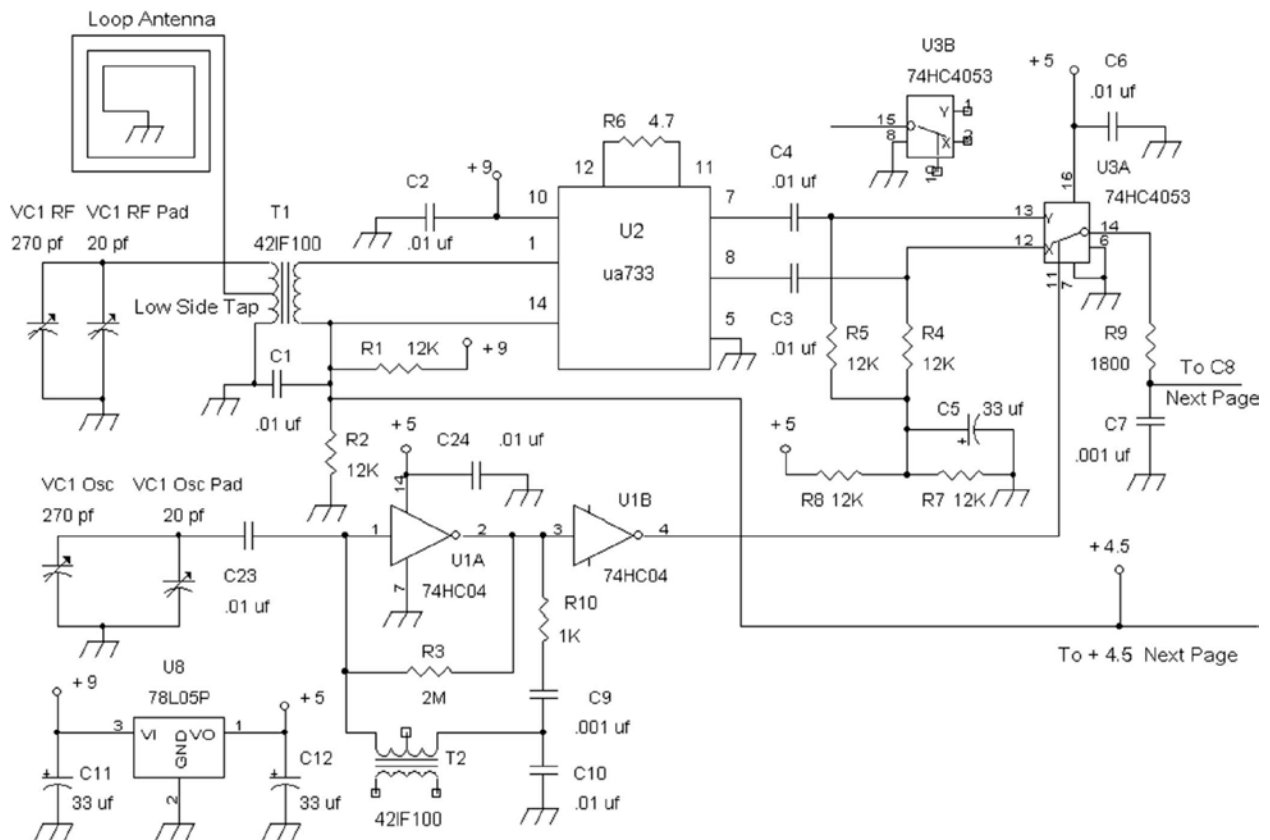 Loop Antenna
VC1 RF
270 pf
VC1 RF Pad
20 pf
T1
42IF100
Low Side Tap
C2
.01 uf
+ 9
R6
4.7
12
11
10
1
14
U2
ua733
7
8
5
C4
.01 uf
C3
.01 uf
U3B
74HC4053
15
8
Y
X
1
2
10
+ 5
C6
.01 uf
16
U3A
74HC4053
13
Y
12
X
14
6
11
7
R5
12K
R4
12K
R9
1800
To C8
Next Page
C7
.001 uf
C5
33 uf
+
+ 5
R8
12K
R7
12K
C1
.01 uf
R1
12K
+ 9
R2
12K
+ 5
C24
.01 uf
14
1
2
U1A
74HC04
7
U1B
3
4
74HC04
VC1 Osc
270 pf
VC1 Osc Pad
20 pf
C23
.01 uf
R10
1K
R3
2M
C9
.001 uf
T2
42IF100
C10
.01 uf
+ 4.5
To + 4.5 Next Page
U8
78L05P
+ 9
3
VI
GND
VO
1
2
+ 5
+
C11
33 uf
+
C12
33 uf